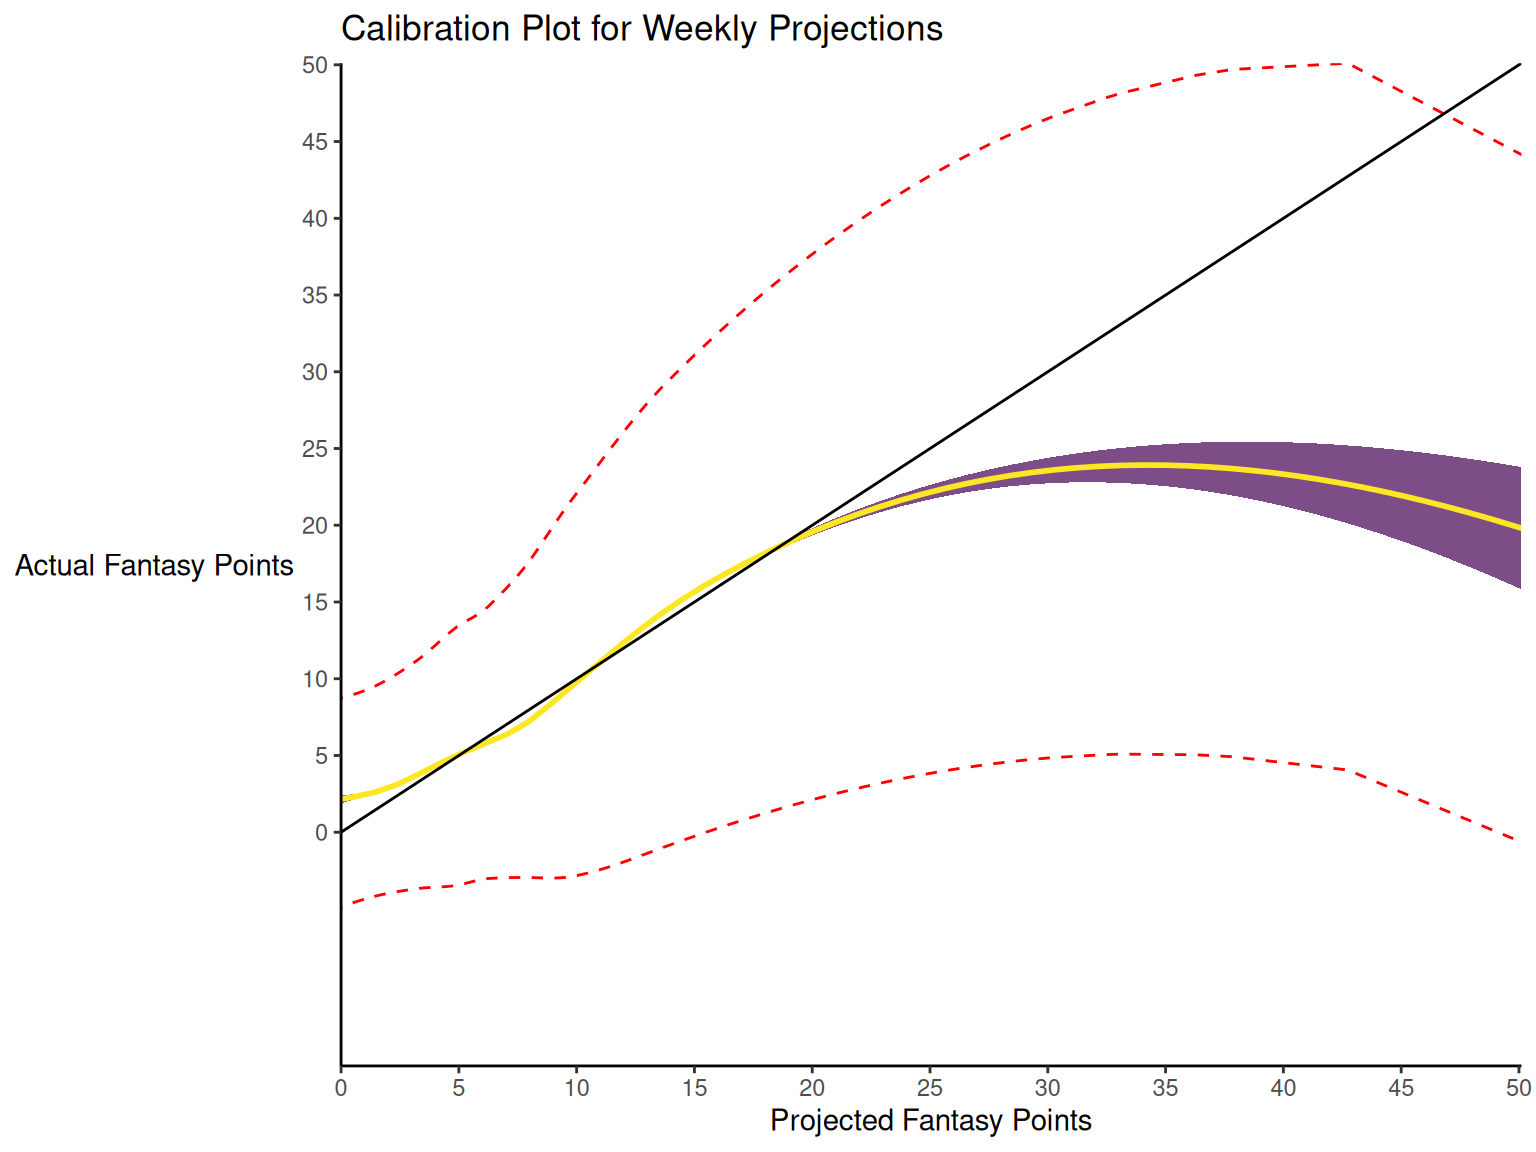 Calibration Plot for Weekly Projections
50
45
40
35
30
25
20
Actual Fantasy Points
15
10
5
0
0 5 10 15 20 25 30 35 40 45 50
Projected Fantasy Points